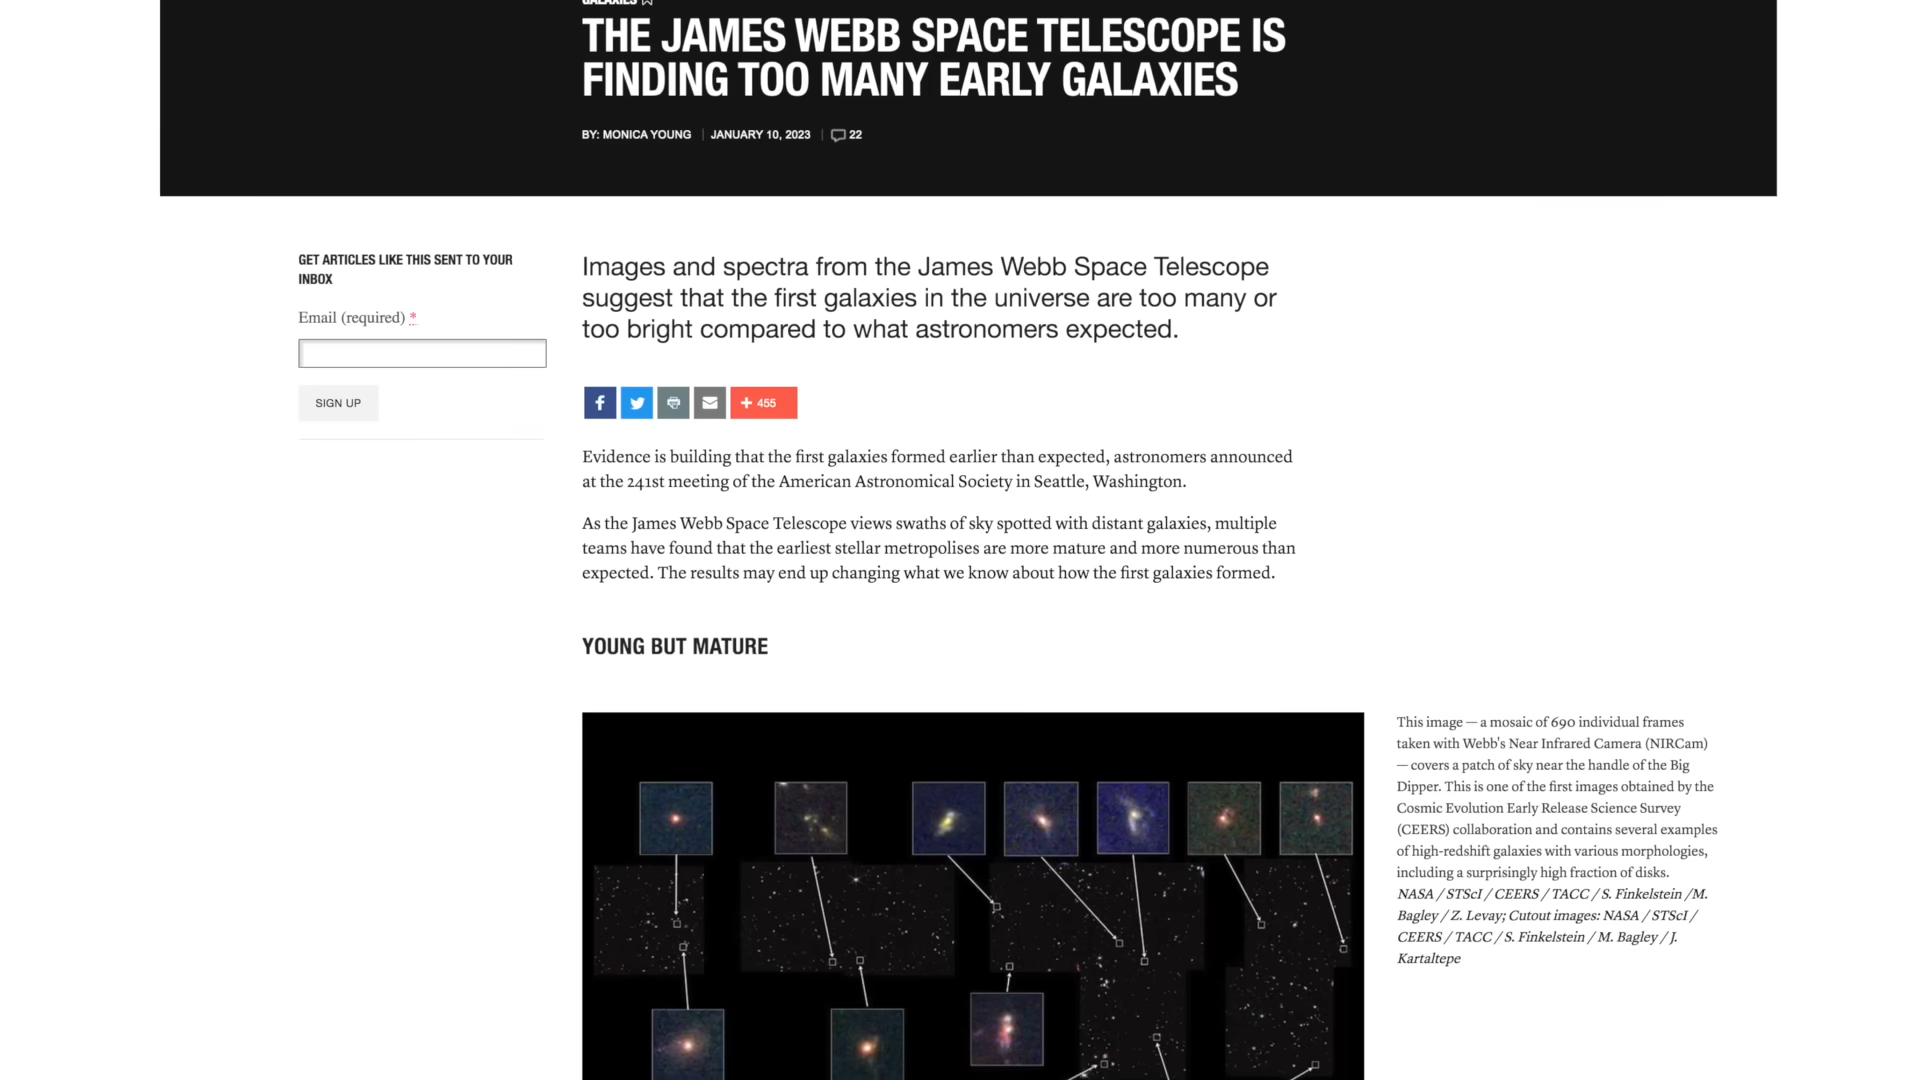 GALAXIES
THE JAMES WEBB SPACE TELESCOPE IS
FINDING TOO MANY EARLY GALAXIES
BY: MONICA YOUNG | JANUARY 10, 2023 | 22
GET ARTICLES LIKE THIS SENT TO YOUR
INBOX
Email (required) *
SIGN UP
Images and spectra from the James Webb Space Telescope
suggest that the first galaxies in the universe are too many or
too bright compared to what astronomers expected.
+ 455
Evidence is building that the first galaxies formed earlier than expected, astronomers announced
at the 241st meeting of the American Astronomical Society in Seattle, Washington.
As the James Webb Space Telescope views swaths of sky spotted with distant galaxies, multiple
teams have found that the earliest stellar metropolises are more mature and more numerous than
expected. The results may end up changing what we know about how the first galaxies formed.
YOUNG BUT MATURE
This image — a mosaic of 690 individual frames
taken with Webb's Near Infrared Camera (NIRCam)
— covers a patch of sky near the handle of the Big
Dipper. This is one of the first images obtained by the
Cosmic Evolution Early Release Science Survey
(CEERS) collaboration and contains several examples
of high-redshift galaxies with various morphologies,
including a surprisingly high fraction of disks.
NASA / STScI / CEERS / TACC / S. Finkelstein /M.
Bagley / Z. Levay; Cutout images: NASA / STScI /
CEERS / TACC / S. Finkelstein / M. Bagley / J.
Kartaltepe